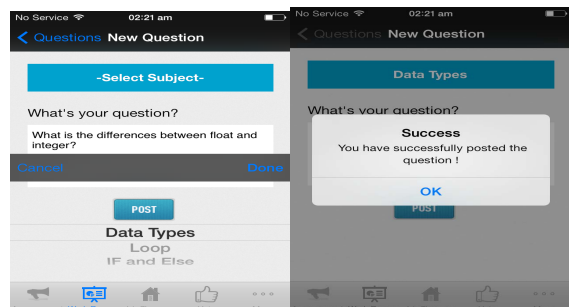 No Service 02:21 am
Questions New Question
-Select Subject-
What's your question?
What is the differences between float and
integer?
Cancel Done
POST
Data Types
Loop
IF and Else
No Service 02:21 am
Questions New Question
Data Types
What's your question?
Success
You have successfully posted the
question !
OK
POST